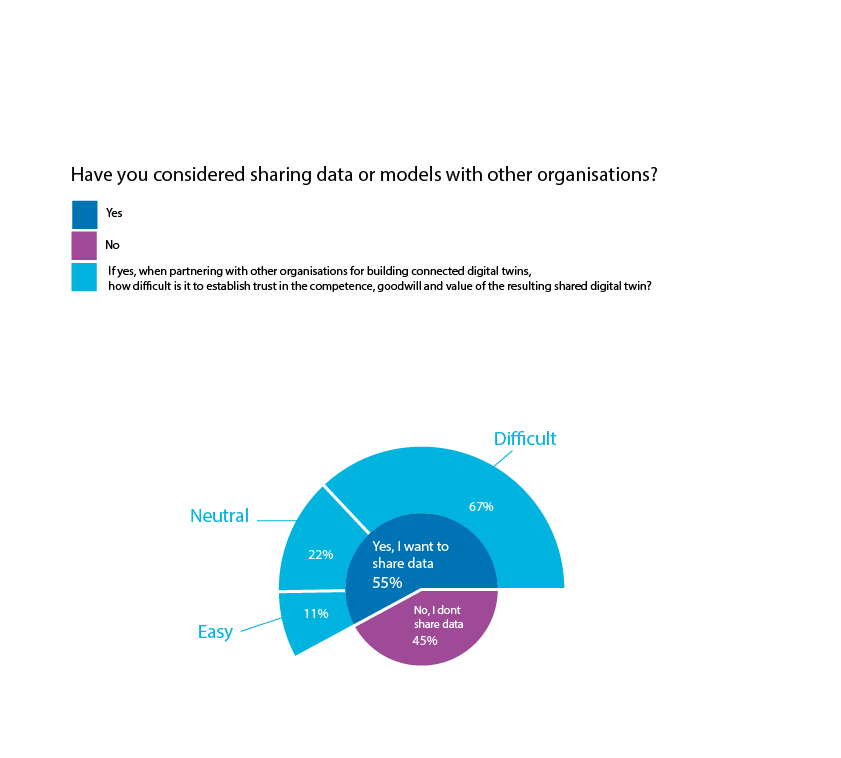 Have you considered sharing data or models with other organisations?
Yes
No
If yes, when partnering with other organisations for building connected digital twins,
how difficult is it to establish trust in the competence, goodwill and value of the resulting shared digital twin?
Difficult
67%
Neutral
22%
Yes, I want to
share data
55%
11%
Easy
No, I dont
share data
45%